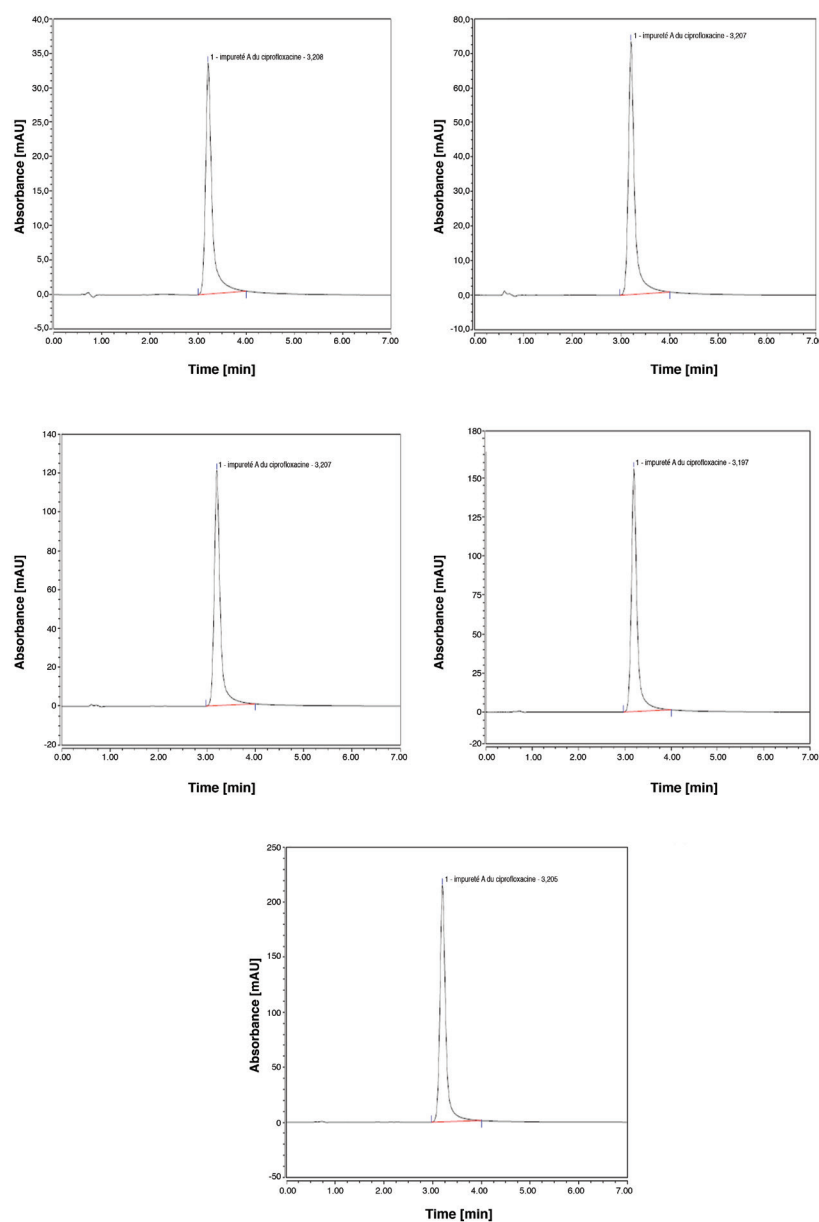 40,0
35,0
30,0
25,0
20,0
15,0
10,0
5,0
0,0
-5,0
Absorbance [mAU]
1 - impureté A du ciprofloxacine - 3,208
0.00 1.00 2.00 3.00 4.00 5.00 6.00 7.00
Time [min]
80,0
70,0
60,0
50,0
40,0
30,0
20,0
10,0
0,0
-10,0
Absorbance [mAU]
1 - impureté A du ciprofloxacine - 3,207
0.00 1.00 2.00 3.00 4.00 5.00 6.00 7.00
Time [min]
140
120
100
80
60
40
20
0
-20
Absorbance [mAU]
1 - impureté A du ciprofloxacine - 3,207
0.00 1.00 2.00 3.00 4.00 5.00 6.00 7.00
Time [min]
180
150
125
100
75
50
25
0
-20
Absorbance [mAU]
1 - impureté A du ciprofloxacine - 3,197
0.00 1.00 2.00 3.00 4.00 5.00 6.00 7.00
Time [min]
250
200
150
100
50
0
-50
Absorbance [mAU]
1 - impureté A du ciprofloxacine - 3,205
0.00 1.00 2.00 3.00 4.00 5.00 6.00 7.00
Time [min]